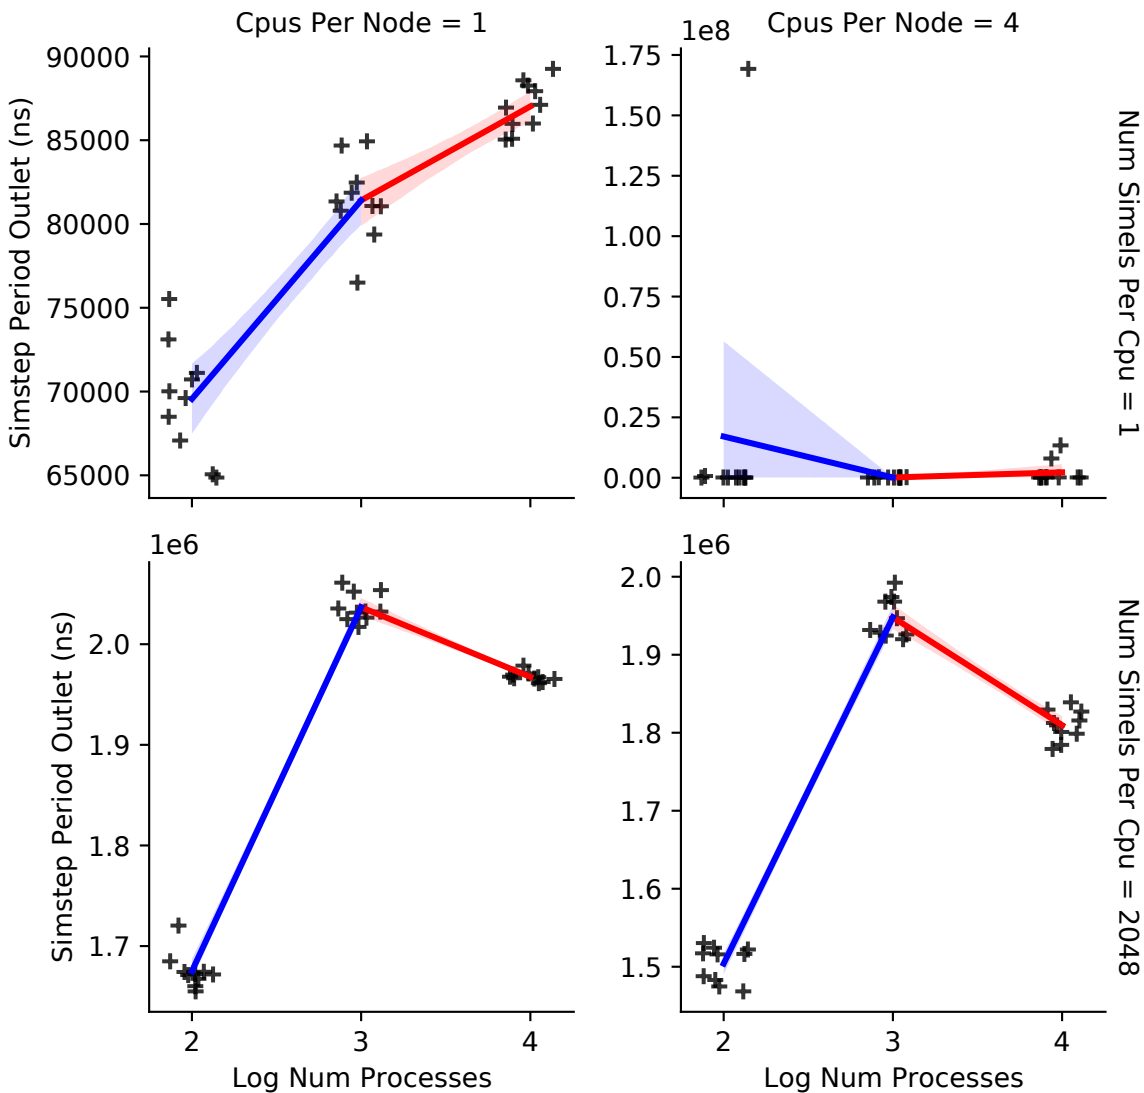 Cpus Per Node = 1
Cpus Per Node = 4
1e8
Simstep Period Outlet (ns)
90000
85000
80000
75000
70000
65000
1.75
1.50
1.25
1.00
0.75
0.50
0.25
0.00
Num Simels Per Cpu = 1
1e6
1e6
Simstep Period Outlet (ns)
2.0
1.9
1.8
1.7
2.0
1.9
1.8
1.7
1.6
1.5
Num Simels Per Cpu = 2048
2 3 4
2 3 4
Log Num Processes
Log Num Processes